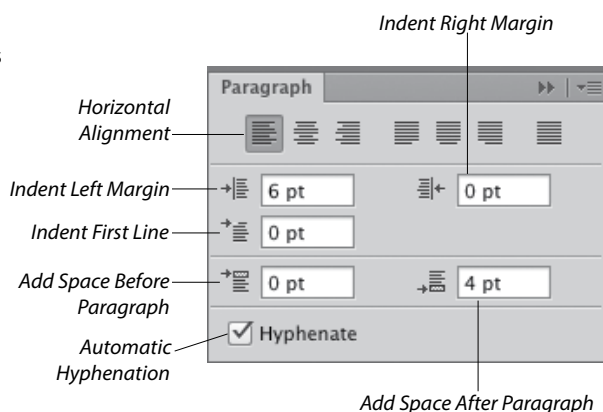 Indent Right Margin
s
Paragraph
Horizontal
Alignment
Indent Left Margin
6 pt
0 pt
Indent First Line
0 pt
Add Space Before
Paragraph
0 pt
4 pt
Automatic
Hyphenation
Hyphenate
Add Space After Paragraph